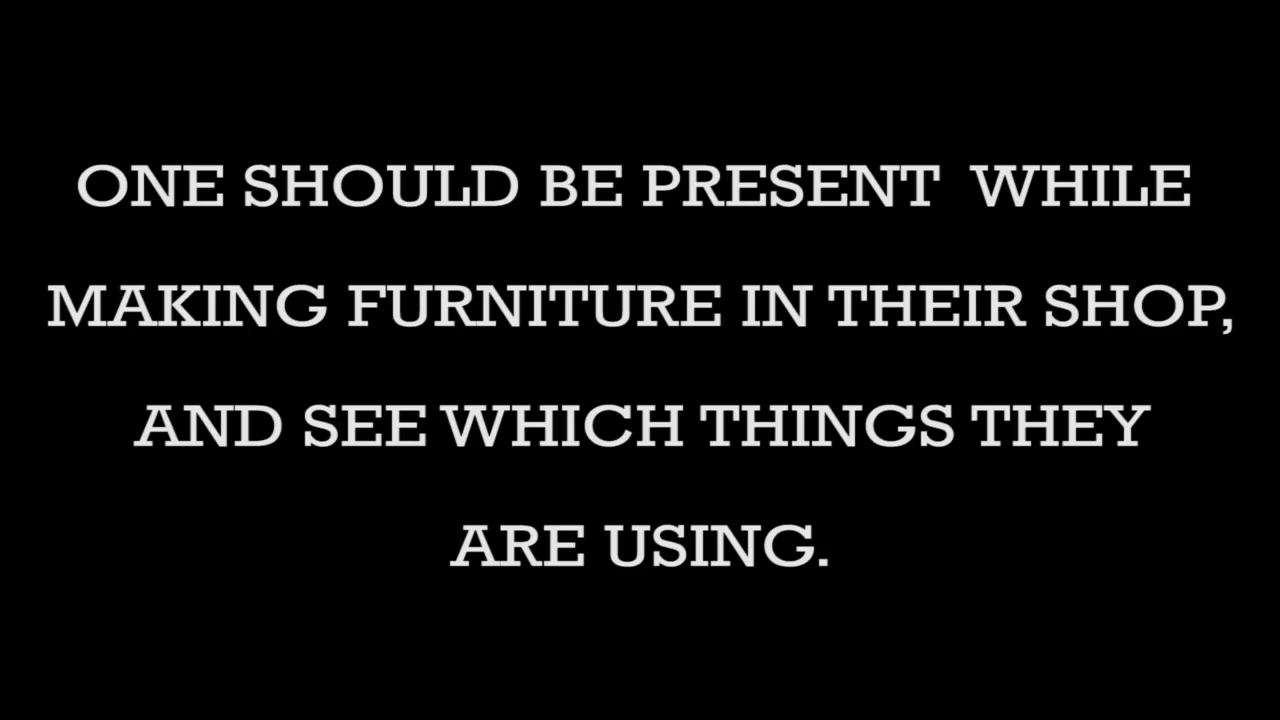 ONE SHOULD BE PRESENT WHILE
MAKING FURNITURE IN THEIR SHOP,
AND SEE WHICH THINGS THEY
ARE USING.